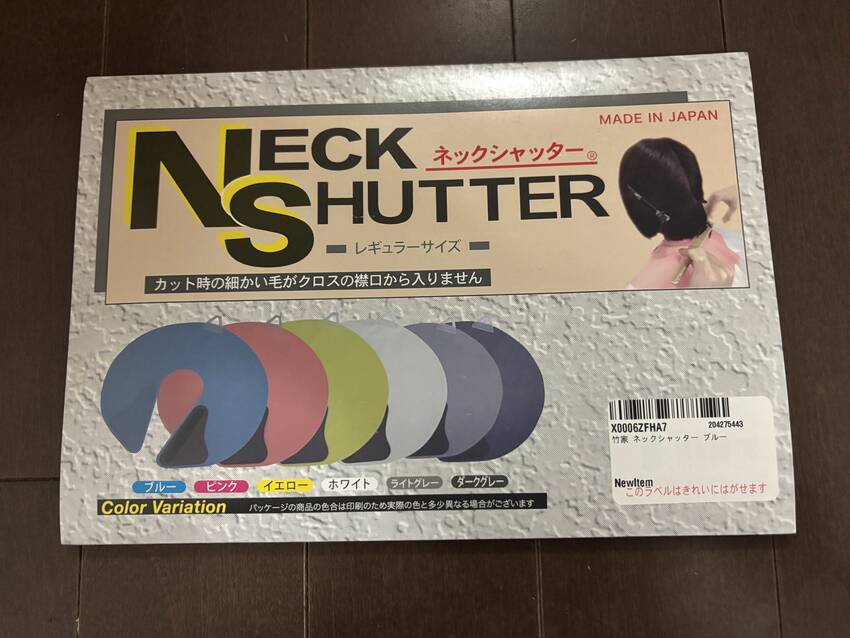 MADE IN JAPAN
NECK
ネックシャッター®
SHUTTER
レギュラーサイズ
カット時の細かい毛がクロスの襟口から入りません
ブルー ピンク イエロー ホワイト ライトグレー ダークグレー
Color Variation パッケージの商品の色合は印刷のため実際の色と多少異なる場合がございます
X0006ZFHA7 204275443
竹家 ネックシャッター ブルー
NewItem
このラベルはきれいにはがせます